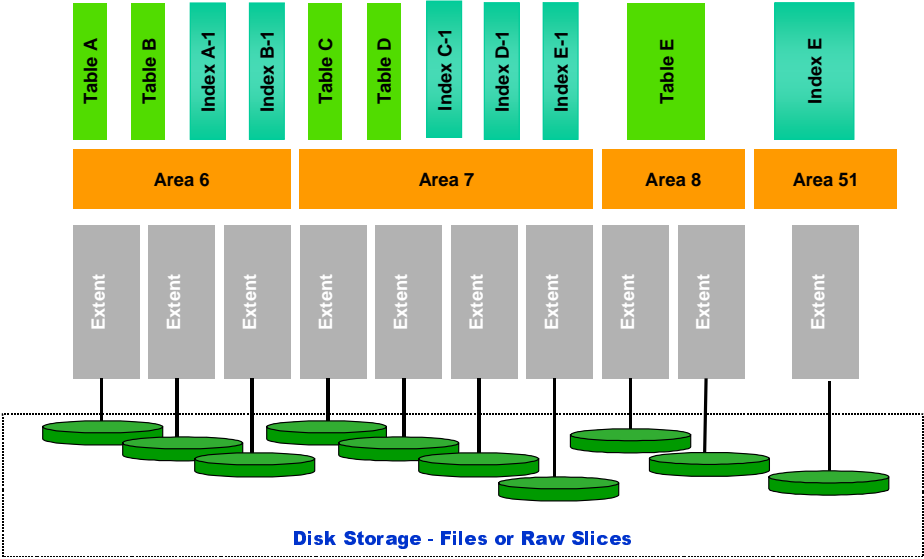 Table A
Table B
Index A-1
Index B-1
Table C
Table D
Index C-1
Index D-1
Index E-1
Table E
Index E
Area 6
Area 7
Area 8
Area 51
Extent
Extent
Extent
Extent
Extent
Extent
Extent
Extent
Extent
Extent
Disk Storage - Files or Raw Slices